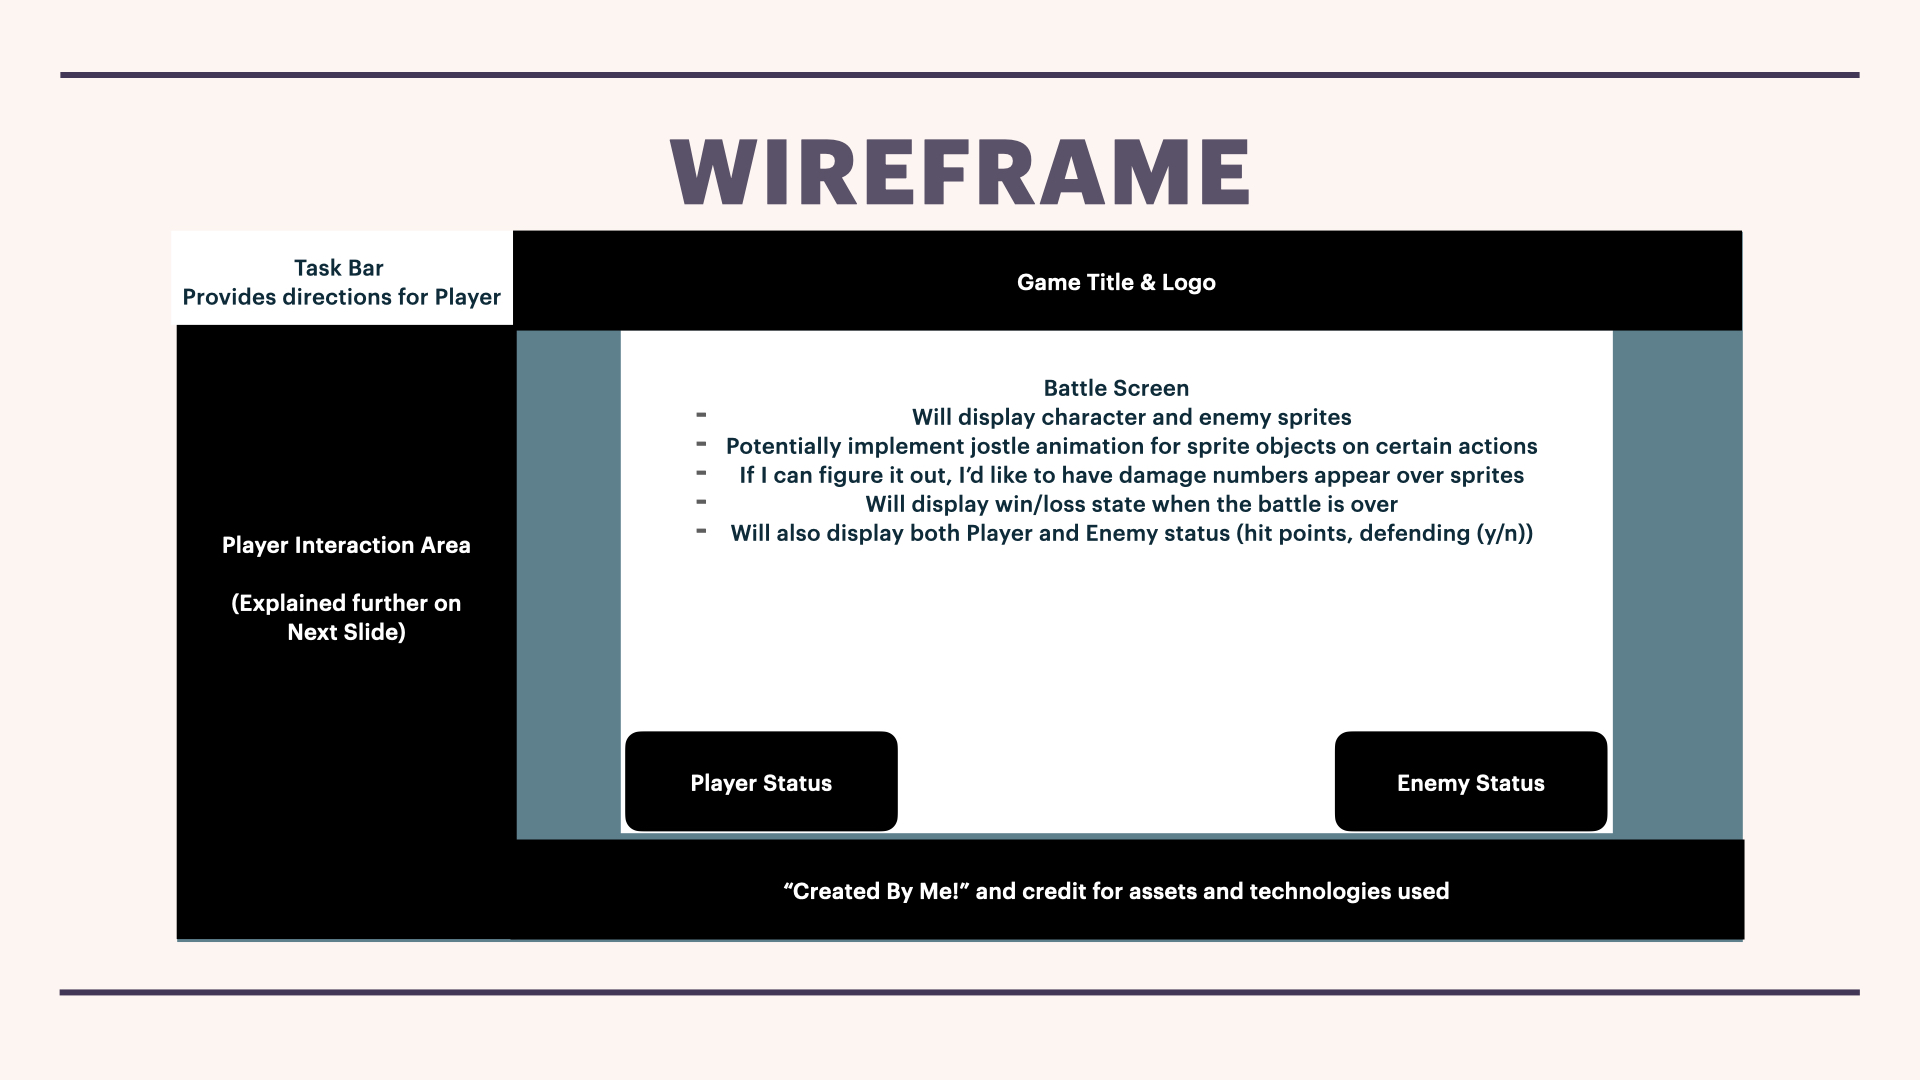 WIREFRAME
Task Bar
Provides directions for Player
Game Title & Logo
Player Interaction Area
(Explained further on
Next Slide)
Battle Screen
- Will display character and enemy sprites
- Potentially implement jostle animation for sprite objects on certain actions
- If I can figure it out, I’d like to have damage numbers appear over sprites
- Will display win/loss state when the battle is over
- Will also display both Player and Enemy status (hit points, defending (y/n))
Player Status
Enemy Status
“Created By Me!” and credit for assets and technologies used